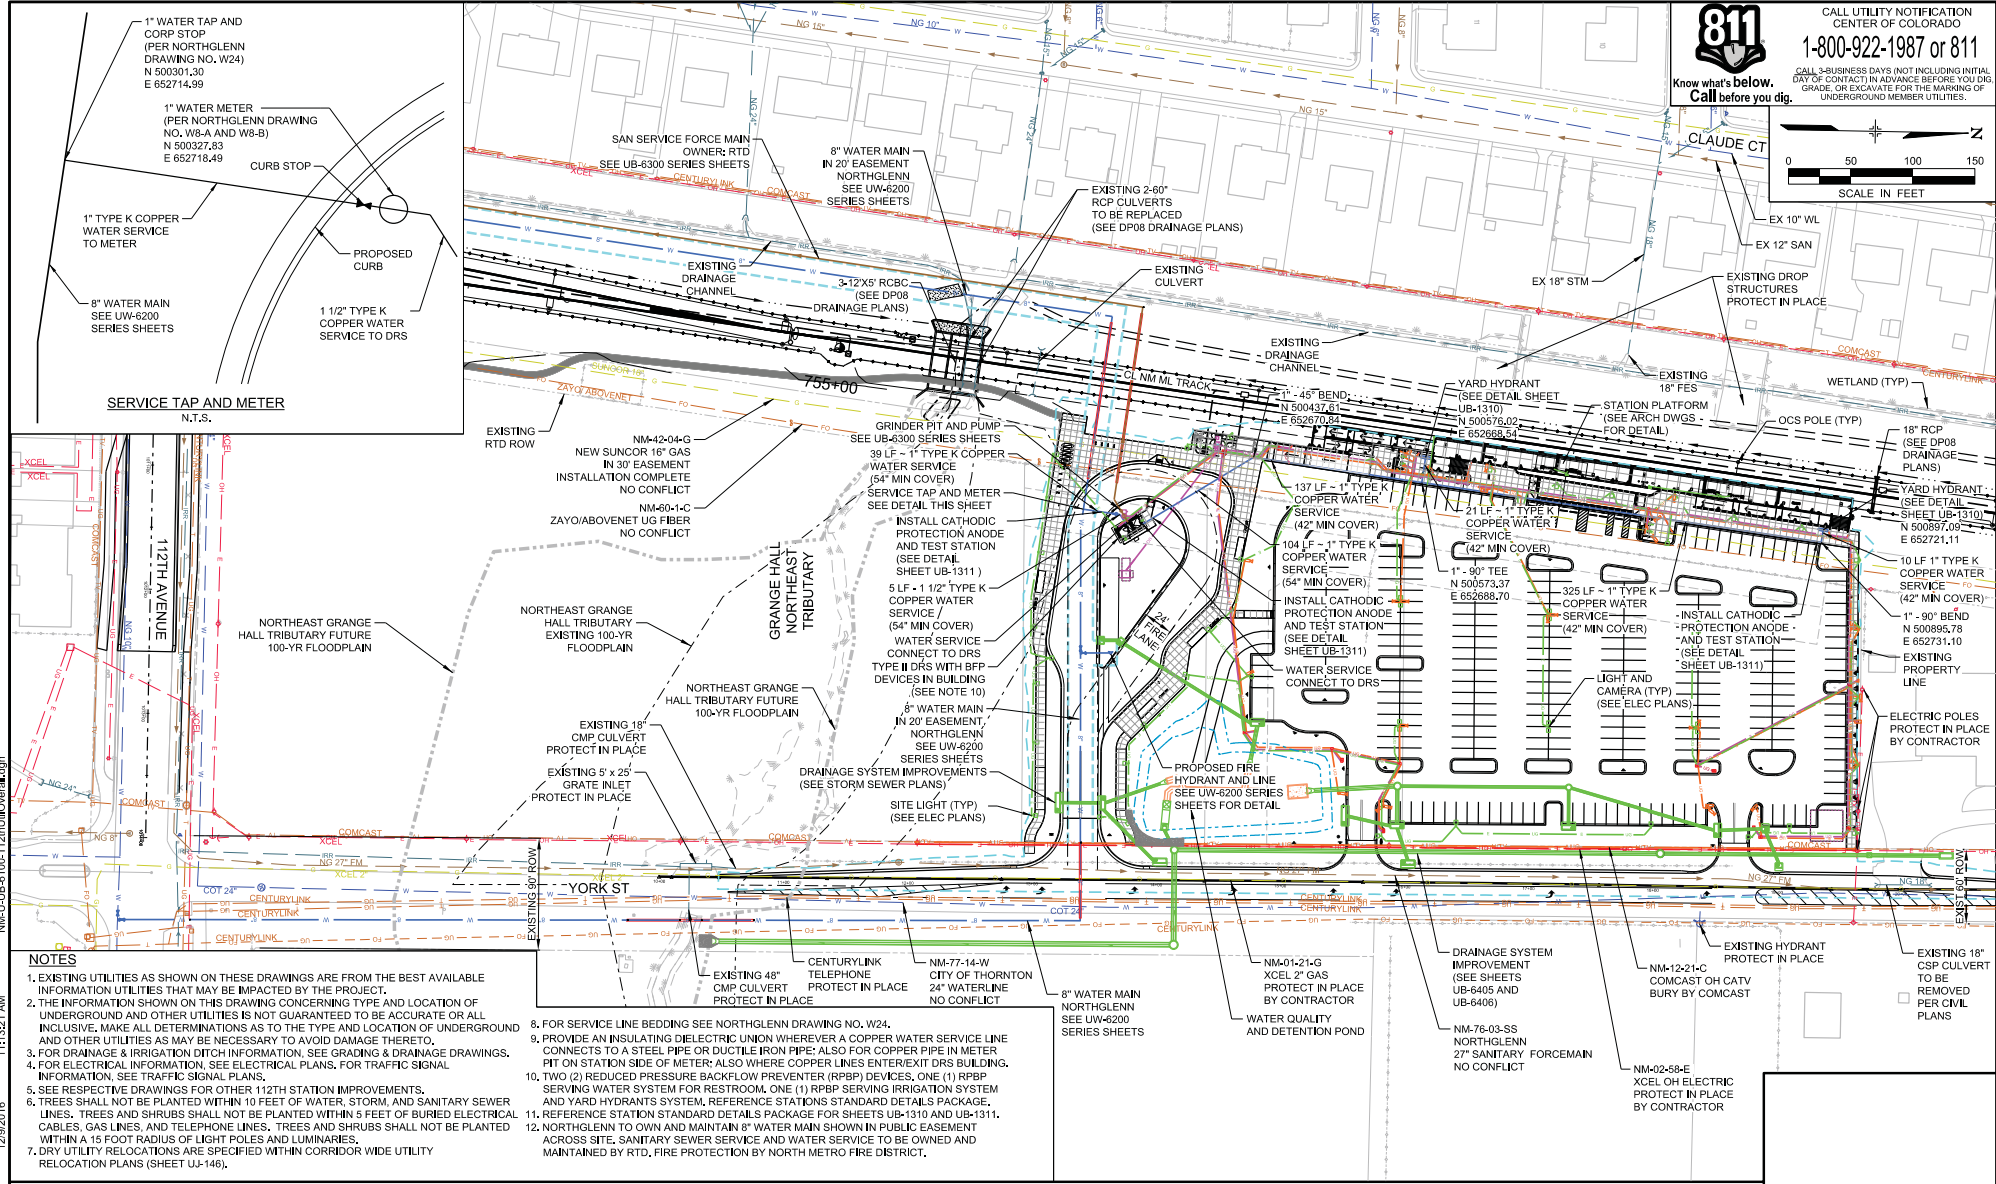 1" WATER TAP AND
CORP STOP
(PER NORTHGLENN
DRAWING NO. W24)
N 500301.30
E 652714.99
1" WATER METER
(PER NORTHGLENN DRAWING
NO. W8-A AND W8-B)
N 500327.83
E 652718.49
CURB STOP
1" TYPE K COPPER
WATER SERVICE
TO METER
PROPOSED
CURB
8" WATER MAIN
SEE UW-6200
SERIES SHEETS
1 1/2" TYPE K
COPPER WATER
SERVICE TO DRS
SERVICE TAP AND METER
N.T.S.
811
Know what's below.
Call before you dig.
CALL UTILITY NOTIFICATION
CENTER OF COLORADO
1-800-922-1987 or 811
CALL 3-BUSINESS DAYS (NOT INCLUDING INITIAL
DAY OF CONTACT) IN ADVANCE BEFORE YOU DIG,
GRADE, OR EXCAVATE FOR THE MARKING OF
UNDERGROUND MEMBER UTILITIES.
N
0 50 100 150
SCALE IN FEET
CLAUDE CT
EX 10" WL
EX 12" SAN
EX 18" STM
EXISTING DROP
STRUCTURES
PROTECT IN PLACE
SAN SERVICE FORCE MAIN
OWNER: RTD
SEE UB-6300 SERIES SHEETS
8" WATER MAIN
IN 20' EASEMENT
NORTHGLENN
SEE UW-6200
SERIES SHEETS
EXISTING 2-60"
RCP CULVERTS
TO BE REPLACED
(SEE DP08 DRAINAGE PLANS)
EXISTING
DRAINAGE
CHANNEL
3-12'X5' RCBC
(SEE DP08
DRAINAGE PLANS)
EXISTING
CULVERT
EXISTING
DRAINAGE
CHANNEL
EXISTING
18" FES
WETLAND (TYP)
755+00
CL NM ML TRACK
EXISTING
RTD ROW
NM-42-04-G
NEW SUNCOR 16" GAS
IN 30' EASEMENT
INSTALLATION COMPLETE
NO CONFLICT
NM-60-1-C
ZAYO/ABOVENET UG FIBER
NO CONFLICT
GRINDER PIT AND PUMP
SEE UB-6300 SERIES SHEETS
39 LF ~ 1" TYPE K COPPER
WATER SERVICE
(54" MIN COVER)
SERVICE TAP AND METER
SEE DETAIL THIS SHEET
INSTALL CATHODIC
PROTECTION ANODE
AND TEST STATION
(SEE DETAIL
SHEET UB-1311 )
5 LF - 1 1/2" TYPE K
COPPER WATER
SERVICE
(54" MIN COVER)
WATER SERVICE
CONNECT TO DRS
TYPE II DRS WITH BFP
DEVICES IN BUILDING
(SEE NOTE 10)
8" WATER MAIN
IN 20' EASEMENT
NORTHGLENN
SEE UW-6200
SERIES SHEETS
DRAINAGE SYSTEM IMPROVEMENTS
(SEE STORM SEWER PLANS)
SITE LIGHT (TYP)
(SEE ELEC PLANS)
1" - 45° BEND
N 500437.61
E 652670.84
YARD HYDRANT
(SEE DETAIL SHEET
UB-1310)
N 500576.02
E 652668.54
STATION PLATFORM
(SEE ARCH DWGS
FOR DETAIL)
OCS POLE (TYP)
18" RCP
(SEE DP08
DRAINAGE
PLANS)
YARD HYDRANT
(SEE DETAIL
SHEET UB-1310)
N 500897.09
E 652721.11
10 LF 1" TYPE K
COPPER WATER
SERVICE
(42" MIN COVER)
1" - 90° BEND
N 500895.78
E 652731.10
EXISTING
PROPERTY
LINE
ELECTRIC POLES
PROTECT IN PLACE
BY CONTRACTOR
137 LF ~ 1" TYPE K
COPPER WATER
SERVICE
(42" MIN COVER)
104 LF ~ 1" TYPE K
COPPER WATER
SERVICE
(54" MIN COVER)
INSTALL CATHODIC
PROTECTION ANODE
AND TEST STATION
(SEE DETAIL
SHEET UB-1311)
WATER SERVICE
CONNECT TO DRS
21 LF - 1" TYPE K
COPPER WATER
SERVICE
(42" MIN COVER)
1" - 90° TEE
N 500573.37
E 652688.70
325 LF ~ 1" TYPE K
COPPER WATER
SERVICE
(42" MIN COVER)
INSTALL CATHODIC
PROTECTION ANODE
AND TEST STATION
(SEE DETAIL
SHEET UB-1311)
LIGHT AND
CAMERA (TYP)
(SEE ELEC PLANS)
24'
FIRE
LANE
PROPOSED FIRE
HYDRANT AND LINE
SEE UW-6200 SERIES
SHEETS FOR DETAIL
112TH AVENUE
GRANGE HALL
NORTHEAST
TRIBUTARY
NORTHEAST GRANGE
HALL TRIBUTARY FUTURE
100-YR FLOODPLAIN
NORTHEAST GRANGE
HALL TRIBUTARY
EXISTING 100-YR
FLOODPLAIN
NORTHEAST GRANGE
HALL TRIBUTARY FUTURE
100-YR FLOODPLAIN
EXISTING 18"
CMP CULVERT
PROTECT IN PLACE
EXISTING 5' x 25'
GRATE INLET
PROTECT IN PLACE
YORK ST
EXISTING 90' ROW
EXIST 60' ROW
EXISTING 48"
CMP CULVERT
PROTECT IN PLACE
CENTURYLINK
TELEPHONE
PROTECT IN PLACE
NM-77-14-W
CITY OF THORNTON
24" WATERLINE
NO CONFLICT
8" WATER MAIN
NORTHGLENN
SEE UW-6200
SERIES SHEETS
NM-01-21-G
XCEL 2" GAS
PROTECT IN PLACE
BY CONTRACTOR
WATER QUALITY
AND DETENTION POND
DRAINAGE SYSTEM
IMPROVEMENT
(SEE SHEETS
UB-6405 AND
UB-6406)
NM-76-03-SS
NORTHGLENN
27" SANITARY FORCEMAIN
NO CONFLICT
NM-12-21-C
COMCAST OH CATV
BURY BY COMCAST
NM-02-58-E
XCEL OH ELECTRIC
PROTECT IN PLACE
BY CONTRACTOR
EXISTING HYDRANT
PROTECT IN PLACE
EXISTING 18"
CSP CULVERT
TO BE
REMOVED
PER CIVIL
PLANS
NOTES
1. EXISTING UTILITIES AS SHOWN ON THESE DRAWINGS ARE FROM THE BEST AVAILABLE
INFORMATION UTILITIES THAT MAY BE IMPACTED BY THE PROJECT.
2. THE INFORMATION SHOWN ON THIS DRAWING CONCERNING TYPE AND LOCATION OF
UNDERGROUND AND OTHER UTILITIES IS NOT GUARANTEED TO BE ACCURATE OR ALL
INCLUSIVE. MAKE ALL DETERMINATIONS AS TO THE TYPE AND LOCATION OF UNDERGROUND
AND OTHER UTILITIES AS MAY BE NECESSARY TO AVOID DAMAGE THERETO.
3. FOR DRAINAGE & IRRIGATION DITCH INFORMATION, SEE GRADING & DRAINAGE DRAWINGS.
4. FOR ELECTRICAL INFORMATION, SEE ELECTRICAL PLANS. FOR TRAFFIC SIGNAL
INFORMATION, SEE TRAFFIC SIGNAL PLANS.
5. SEE RESPECTIVE DRAWINGS FOR OTHER 112TH STATION IMPROVEMENTS.
6. TREES SHALL NOT BE PLANTED WITHIN 10 FEET OF WATER, STORM, AND SANITARY SEWER
LINES. TREES AND SHRUBS SHALL NOT BE PLANTED WITHIN 5 FEET OF BURIED ELECTRICAL
CABLES, GAS LINES, AND TELEPHONE LINES. TREES AND SHRUBS SHALL NOT BE PLANTED
WITHIN A 15 FOOT RADIUS OF LIGHT POLES AND LUMINARIES.
7. DRY UTILITY RELOCATIONS ARE SPECIFIED WITHIN CORRIDOR WIDE UTILITY
RELOCATION PLANS (SHEET UJ-146).
8. FOR SERVICE LINE BEDDING SEE NORTHGLENN DRAWING NO. W24.
9. PROVIDE AN INSULATING DIELECTRIC UNION WHEREVER A COPPER WATER SERVICE LINE
CONNECTS TO A STEEL PIPE OR DUCTILE IRON PIPE; ALSO FOR COPPER PIPE IN METER
PIT ON STATION SIDE OF METER; ALSO WHERE COPPER LINES ENTER/EXIT DRS BUILDING.
10. TWO (2) REDUCED PRESSURE BACKFLOW PREVENTER (RPBP) DEVICES. ONE (1) RPBP
SERVING WATER SYSTEM FOR RESTROOM. ONE (1) RPBP SERVING IRRIGATION SYSTEM
AND YARD HYDRANTS SYSTEM. REFERENCE STATIONS STANDARD DETAILS PACKAGE.
11. REFERENCE STATION STANDARD DETAILS PACKAGE FOR SHEETS UB-1310 AND UB-1311.
12. NORTHGLENN TO OWN AND MAINTAIN 8" WATER MAIN SHOWN IN PUBLIC EASEMENT
ACROSS SITE. SANITARY SEWER SERVICE AND WATER SERVICE TO BE OWNED AND
MAINTAINED BY RTD. FIRE PROTECTION BY NORTH METRO FIRE DISTRICT.
12/9/2016
11:13:21 AM